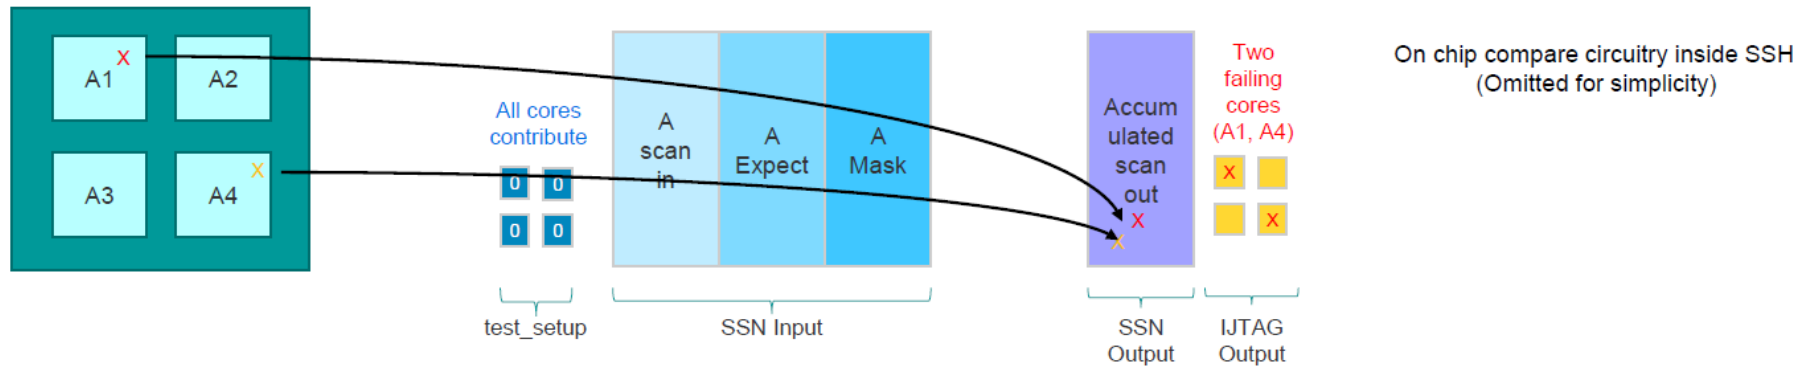 A1
X
A2
A3
A4
X
All cores
contribute
0
0
0
0
test_setup
A
scan
in
A
Expect
A
Mask
SSN Input
Accum
ulated
scan
out
X
X
SSN
Output
Two
failing
cores
(A1, A4)
X
X
IJTAG
Output
On chip compare circuitry inside SSH
(Omitted for simplicity)